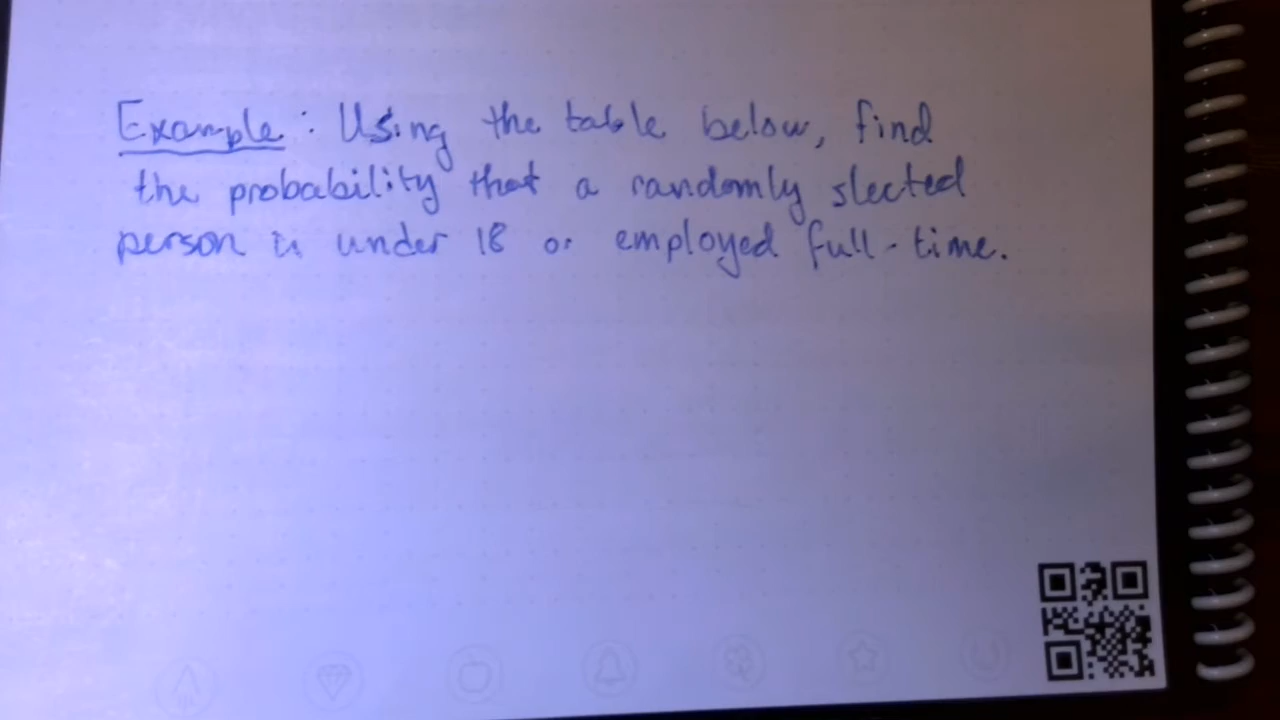 Example: Using the table below, find
the probability that a randomly slected
person is under 18 or employed full-time.